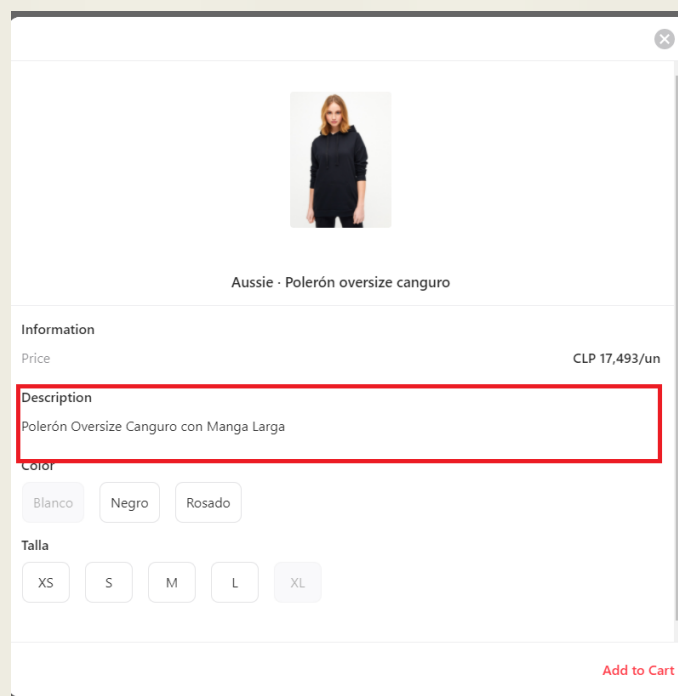 Aussie · Polerón oversize canguro
Information
Price CLP 17,493/un
Description
Polerón Oversize Canguro con Manga Larga
Color
Blanco Negro Rosado
Talla
XS S M L XL
Add to Cart